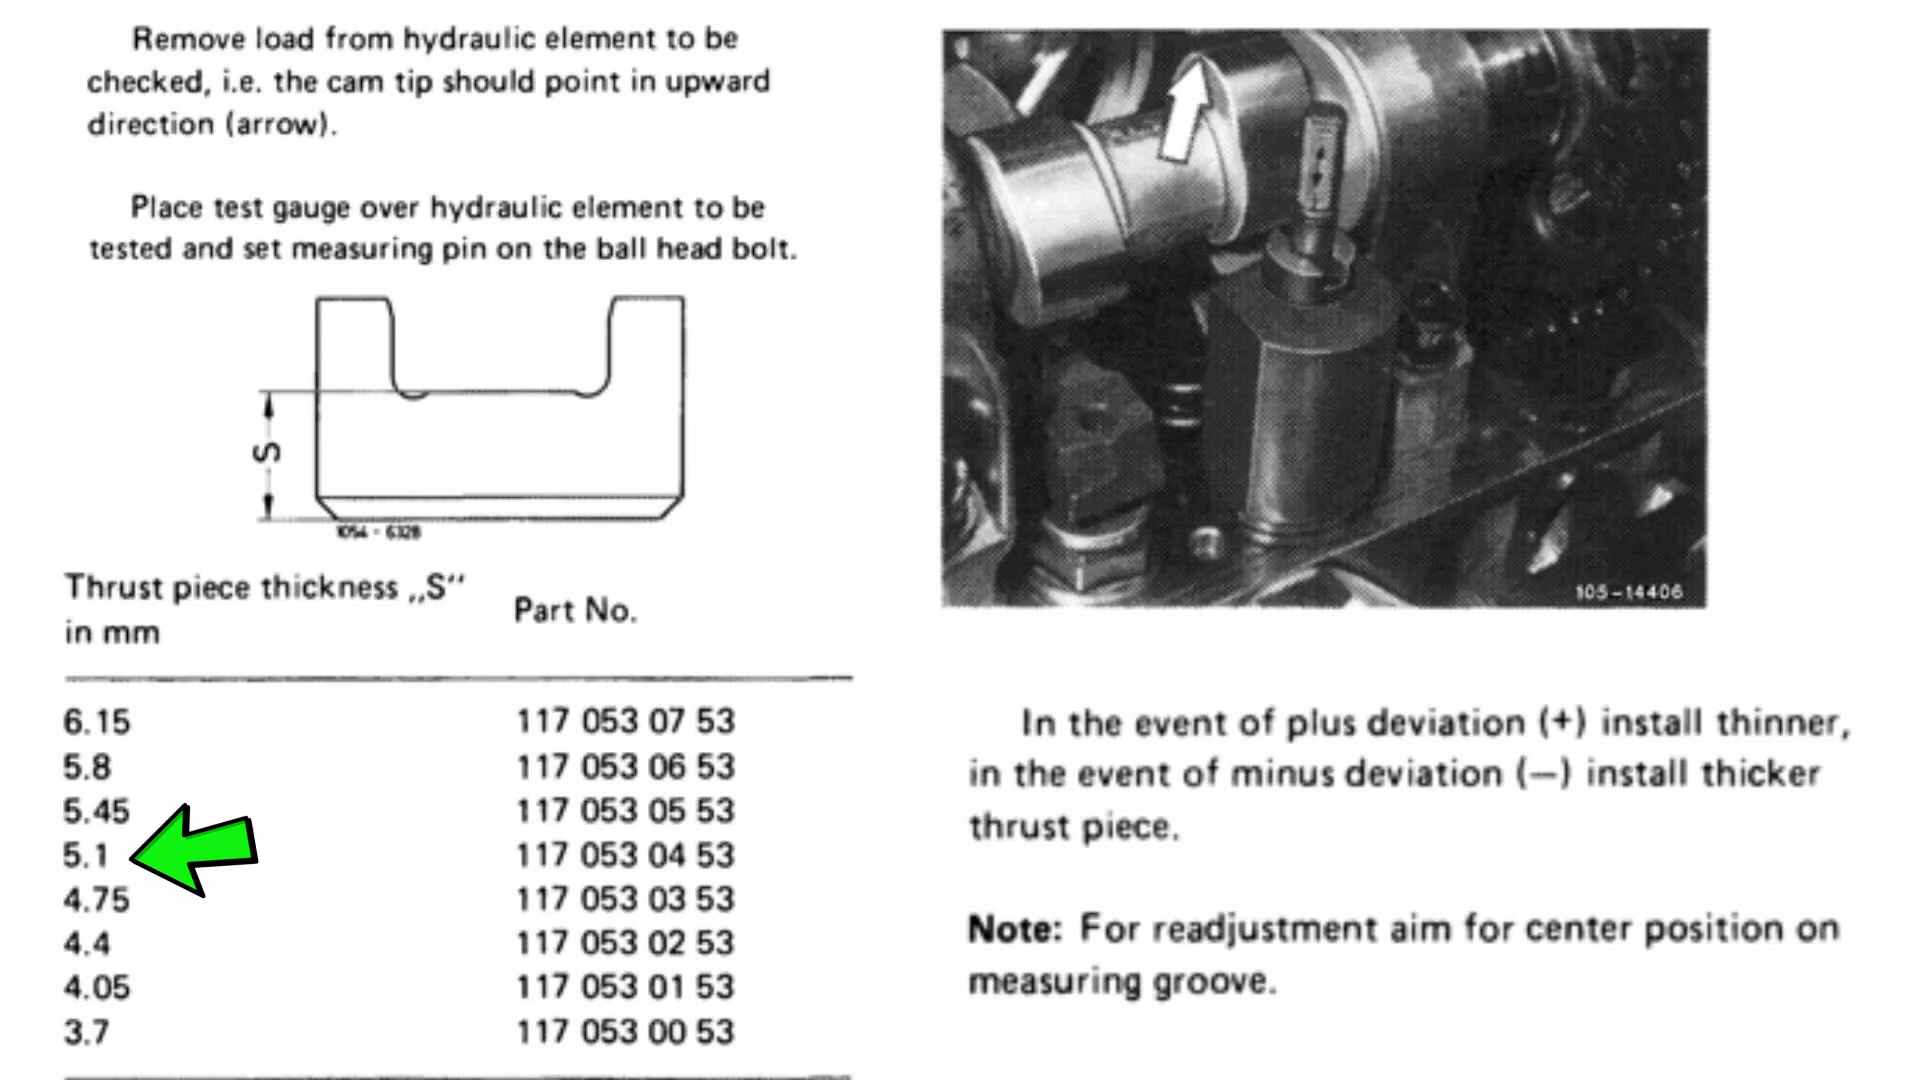 Remove load from hydraulic element to be
checked, i.e. the cam tip should point in upward
direction (arrow).
Place test gauge over hydraulic element to be
tested and set measuring pin on the ball head bolt.
S
1054 - 6328
Thrust piece thickness „S“
in mm
Part No.
6.15 117 053 07 53
5.8 117 053 06 53
5.45 117 053 05 53
5.1 117 053 04 53
4.75 117 053 03 53
4.4 117 053 02 53
4.05 117 053 01 53
3.7 117 053 00 53
105-14406
In the event of plus deviation (+) install thinner,
in the event of minus deviation (—) install thicker
thrust piece.
Note: For readjustment aim for center position on
measuring groove.